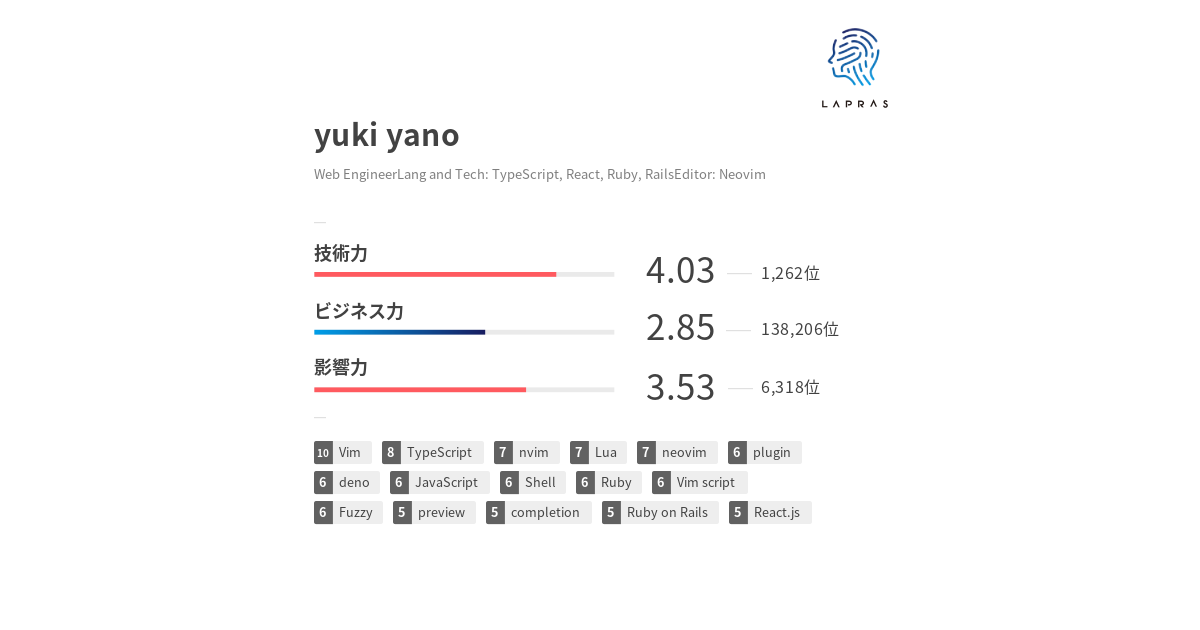 LAPRAS
yuki yano
Web EngineerLang and Tech: TypeScript, React, Ruby, RailsEditor: Neovim
技術力
4.03 1,262位
ビジネス力
2.85 138,206位
影響力
3.53 6,318位
10 Vim 8 TypeScript 7 nvim 7 Lua 7 neovim 6 plugin
6 deno 6 JavaScript 6 Shell 6 Ruby 6 Vim script
6 Fuzzy 5 preview 5 completion 5 Ruby on Rails 5 React.js